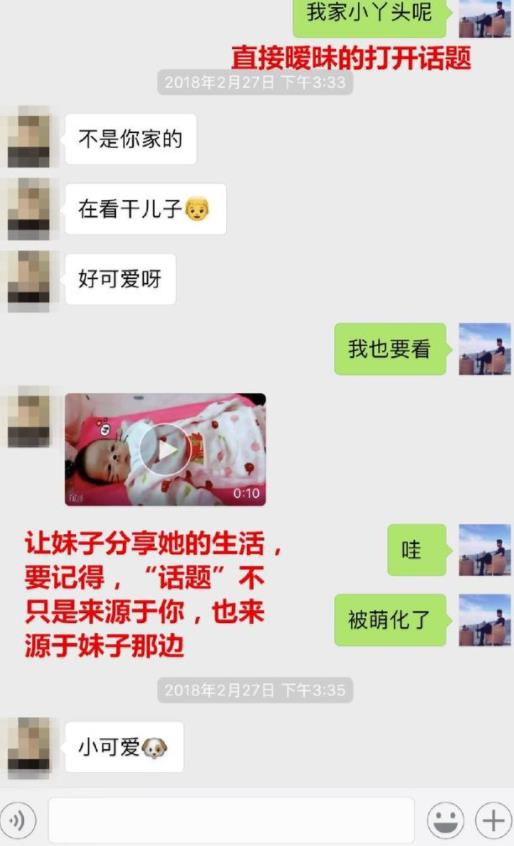 我家小丫头呢
直接暧昧的打开话题
2018年2月27日 下午3:33
不是你家的
在看干儿子👨
好可爱呀
我也要看
0:10
让妹子分享她的生活，
要记得，“话题”不
只是来源于你，也来
源于妹子那边
哇
被萌化了
2018年2月27日 下午3:35
小可爱🐶